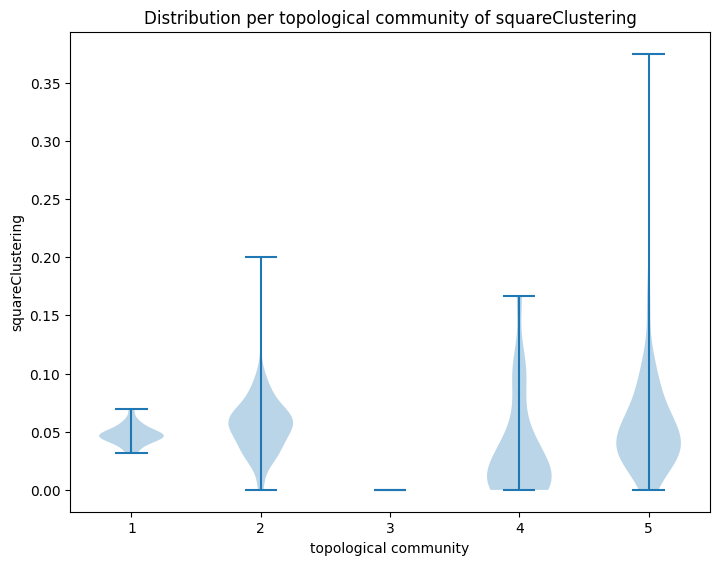 Distribution per topological community of squareClustering
0.35
0.30
0.25
0.20
0.15
0.10
0.05
0.00
squareClustering
1 2 3 4 5
topological community